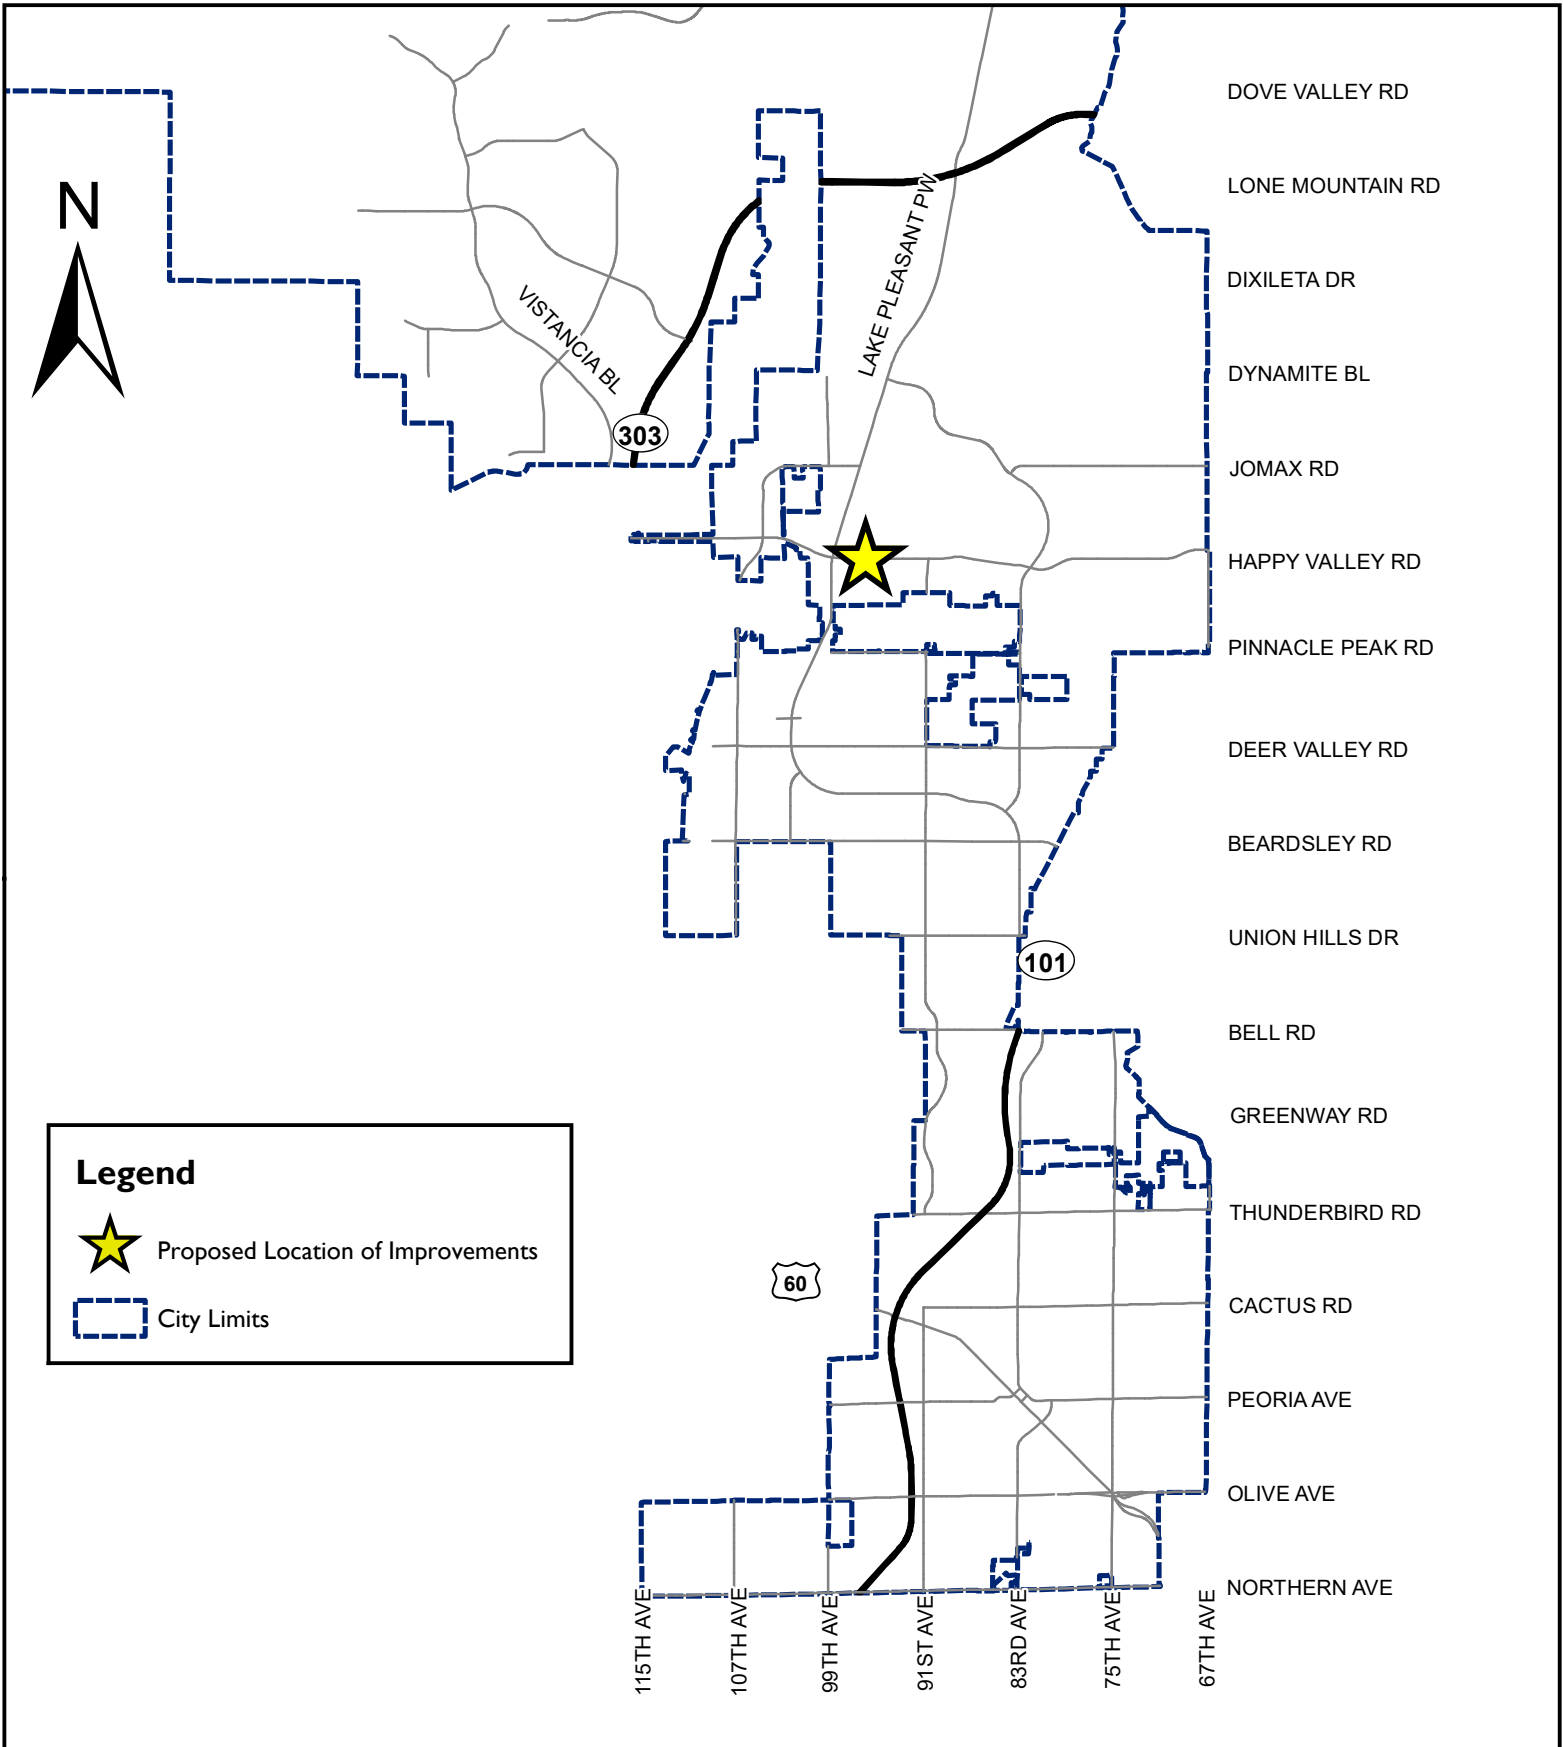 DOVE VALLEY RD
N
LONE MOUNTAIN RD
LAKE PLEASANT PW
DIXILETA DR
VISTANCIA BL
DYNAMITE BL
303
JOMAX RD
HAPPY VALLEY RD
PINNACLE PEAK RD
DEER VALLEY RD
BEARDSLEY RD
UNION HILLS DR
101
BELL RD
GREENWAY RD
Legend
Proposed Location of Improvements
City Limits
THUNDERBIRD RD
60
CACTUS RD
PEORIA AVE
OLIVE AVE
NORTHERN AVE
115TH AVE
107TH AVE
99TH AVE
91ST AVE
83RD AVE
75TH AVE
67TH AVE